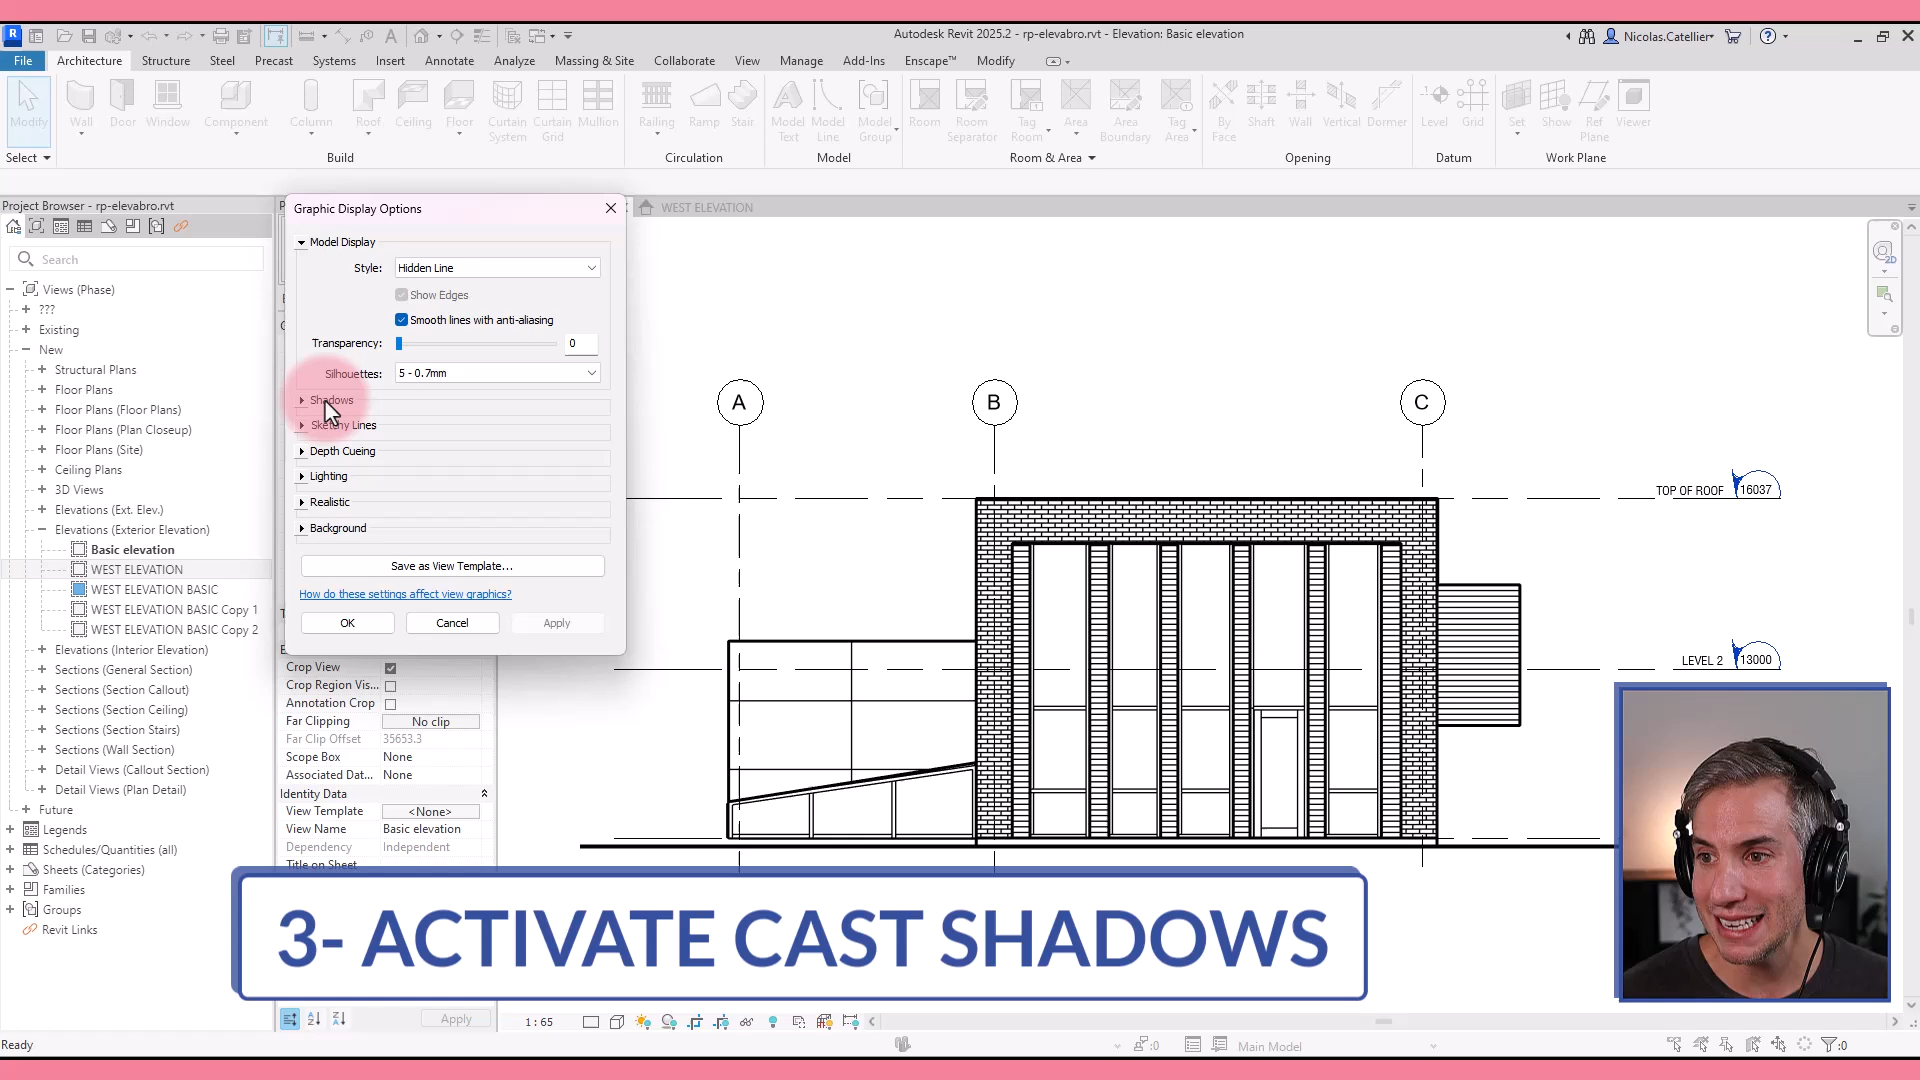 Autodesk Revit 2025.2 - rp-elevabro.rvt - Elevation: Basic elevation
Nicolas.Catellier
File Architecture Structure Steel Precast Systems Insert Annotate Analyze Massing & Site Collaborate View Manage Add-Ins Enscape™ Modify
Modify Wall Door Window Component Column Roof Ceiling Floor Curtain System Curtain Grid Mullion Railing Ramp Stair Model Text Model Line Model Group Room Room Separator Tag Room Area Area Boundary Tag Area By Face Shaft Wall Vertical Dormer Level Grid Set Show Ref Plane Viewer
Select Build Circulation Model Room & Area Opening Datum Work Plane
Project Browser - rp-elevabro.rvt
Search
Views (Phase)
???
Existing
New
Structural Plans
Floor Plans
Floor Plans (Floor Plans)
Floor Plans (Plan Closeup)
Floor Plans (Site)
Ceiling Plans
3D Views
Elevations (Ext. Elev.)
Elevations (Exterior Elevation)
Basic elevation
WEST ELEVATION
WEST ELEVATION BASIC
WEST ELEVATION BASIC Copy 1
WEST ELEVATION BASIC Copy 2
Elevations (Interior Elevation)
Sections (General Section)
Sections (Section Callout)
Sections (Section Ceiling)
Sections (Section Stairs)
Sections (Wall Section)
Detail Views (Callout Section)
Detail Views (Plan Detail)
Future
Legends
Schedules/Quantities (all)
Sheets (Categories)
Families
Groups
Revit Links
Graphic Display Options
Model Display
Style: Hidden Line
Show Edges
Smooth lines with anti-aliasing
Transparency: 0
Silhouettes: 5 - 0.7mm
Shadows
Sketchy Lines
Depth Cueing
Lighting
Realistic
Background
Save as View Template...
How do these settings affect view graphics?
OK Cancel Apply
Crop View
Crop Region Vis...
Annotation Crop
Far Clipping No clip
Far Clip Offset 35653.3
Scope Box None
Associated Dat... None
Identity Data
View Template <None>
View Name Basic elevation
Dependency Independent
Title on Sheet
Apply
WEST ELEVATION
2D
A B C
TOP OF ROOF 16037
LEVEL 2 13000
3- ACTIVATE CAST SHADOWS
1 : 65
Ready
:0
Main Model
:0